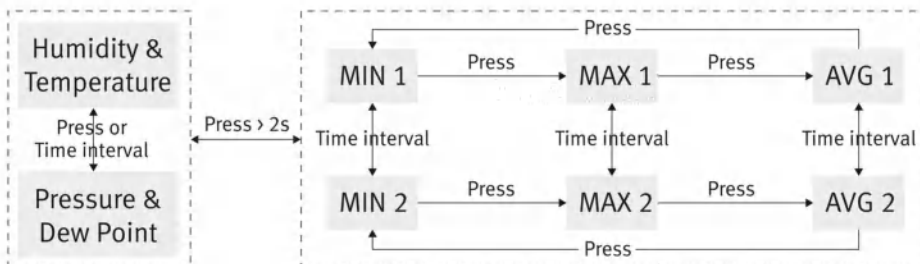 Press
Humidity &
Temperature
MIN 1
Press
MAX 1
Press
AVG 1
Press or
Time interval
Press > 2s
Time interval
Time interval
Time interval
Pressure &
Dew Point
MIN 2
Press
MAX 2
Press
AVG 2
Press